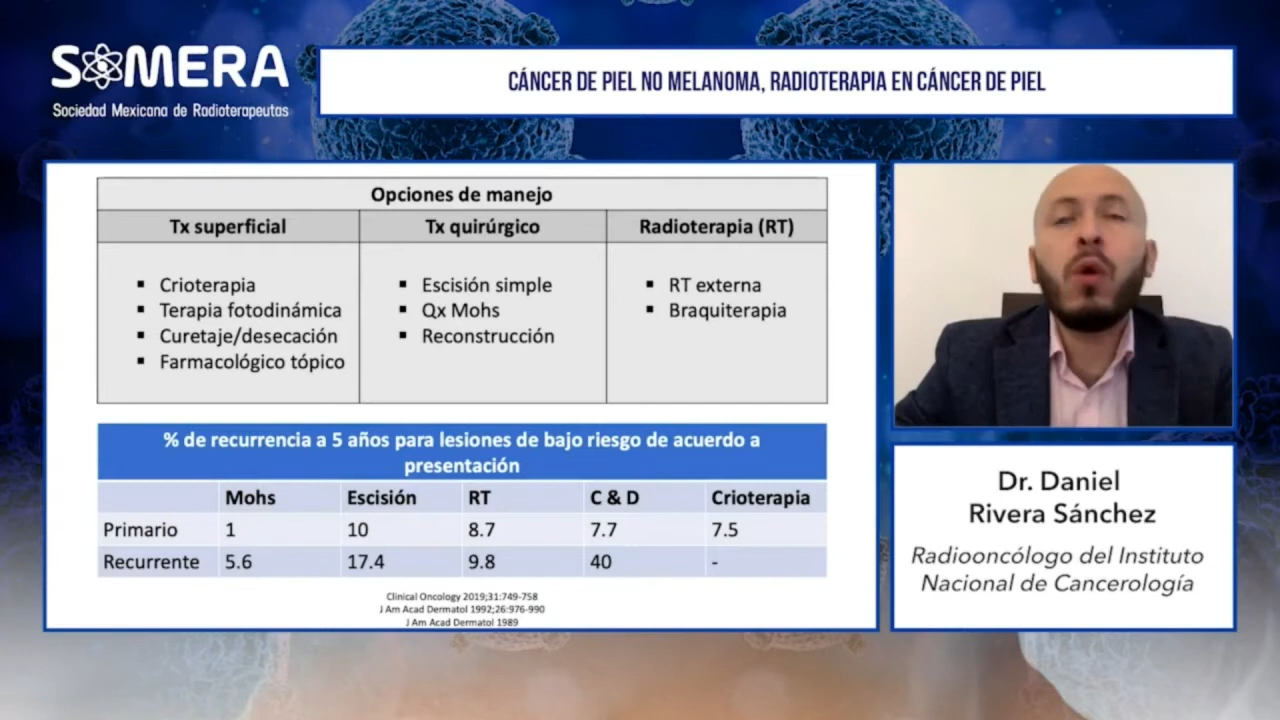 SOMERA
Sociedad Mexicana de Radioterapeutas
CÁNCER DE PIEL NO MELANOMA, RADIOTERAPIA EN CÁNCER DE PIEL
Opciones de manejo
Tx superficial Tx quirúrgico Radioterapia (RT)
▪ Crioterapia ▪ Escisión simple ▪ RT externa
▪ Terapia fotodinámica ▪ Qx Mohs ▪ Braquiterapia
▪ Curetaje/desecación ▪ Reconstrucción
▪ Farmacológico tópico
% de recurrencia a 5 años para lesiones de bajo riesgo de acuerdo a
presentación
Mohs Escisión RT C & D Crioterapia
Primario 1 10 8.7 7.7 7.5
Recurrente 5.6 17.4 9.8 40 -
Clinical Oncology 2019;31:749-758
J Am Acad Dermatol 1992;26:976-990
J Am Acad Dermatol 1989
Dr. Daniel
Rivera Sánchez
Radiooncólogo del Instituto
Nacional de Cancerología